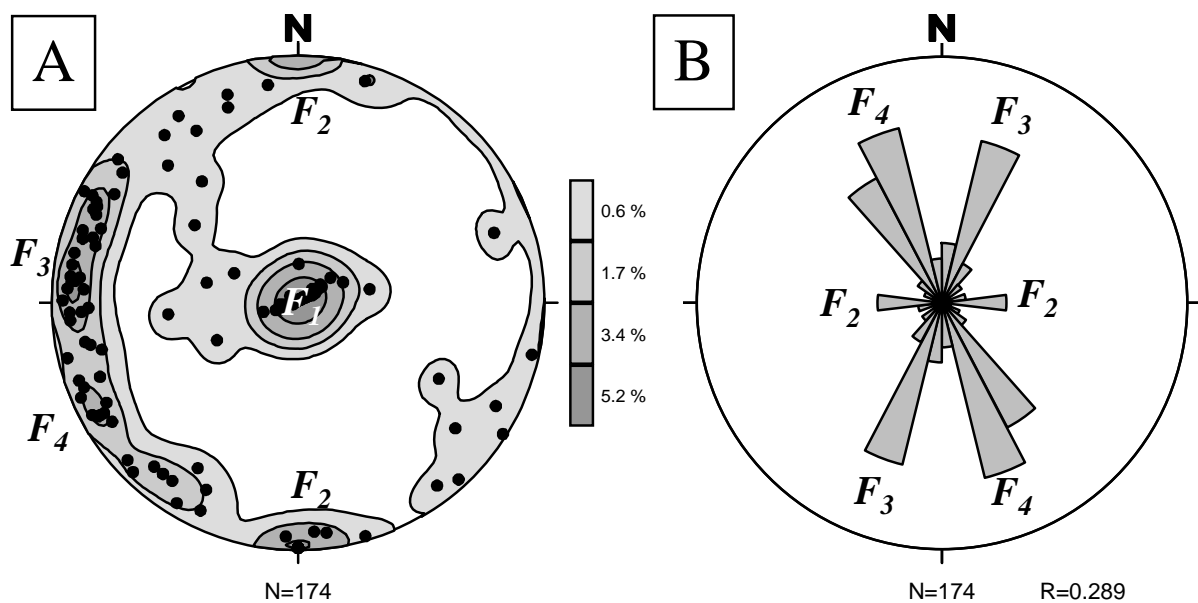 A
N
F2
F3
F1
F4
F2
N=174
0.6 %
1.7 %
3.4 %
5.2 %
B
N
F4
F3
F2
F2
F3
F4
N=174 R=0.289